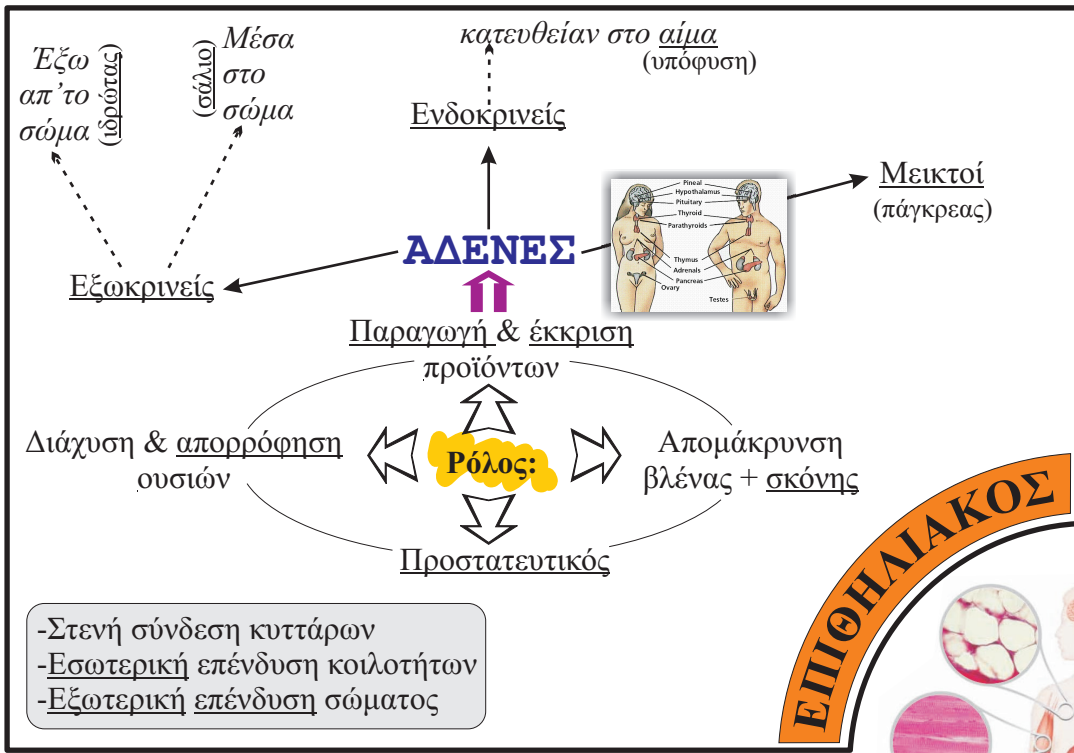 Έξω
απ’το
σώμα
(ιδρώτας)
Μέσα
στο
σώμα
(σάλιο)
κατευθείαν στο αίμα
(υπόφυση)
Ενδοκρινείς
Μεικτοί
(πάγκρεας)
ΑΔΕΝΕΣ
Εξωκρινείς
Pineal
Hypothalamus
Pituitary
Thyroid
Parathyroids
Thymus
Adrenals
Pancreas
Ovary
Testes
Παραγωγή & έκκριση
προϊόντων
Διάχυση & απορρόφηση
ουσιών
Ρόλος:
Απομάκρυνση
βλένας + σκόνης
Προστατευτικός
ΕΠΙΘΗΛΙΑΚΟΣ
-Στενή σύνδεση κυττάρων
-Εσωτερική επένδυση κοιλοτήτων
-Εξωτερική επένδυση σώματος